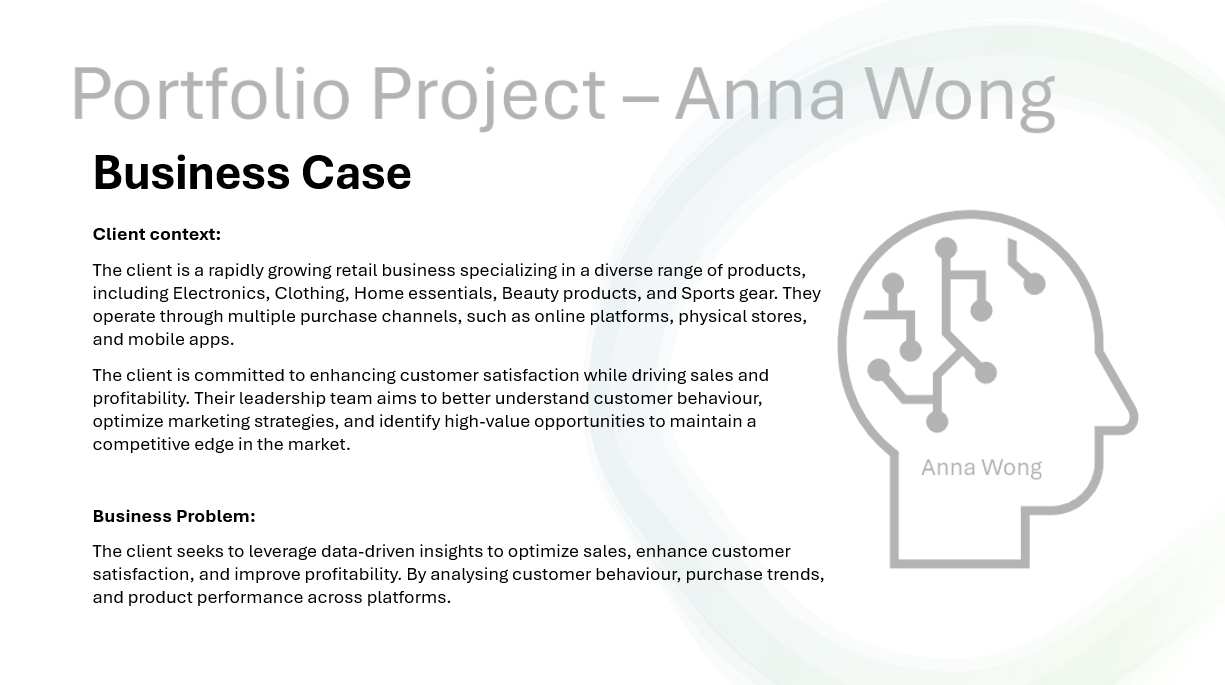 Portfolio Project – Anna Wong
Business Case
Client context:
The client is a rapidly growing retail business specializing in a diverse range of products,
including Electronics, Clothing, Home essentials, Beauty products, and Sports gear. They
operate through multiple purchase channels, such as online platforms, physical stores,
and mobile apps.
The client is committed to enhancing customer satisfaction while driving sales and
profitability. Their leadership team aims to better understand customer behaviour,
optimize marketing strategies, and identify high-value opportunities to maintain a
competitive edge in the market.
Anna Wong
Business Problem:
The client seeks to leverage data-driven insights to optimize sales, enhance customer
satisfaction, and improve profitability. By analysing customer behaviour, purchase trends,
and product performance across platforms.